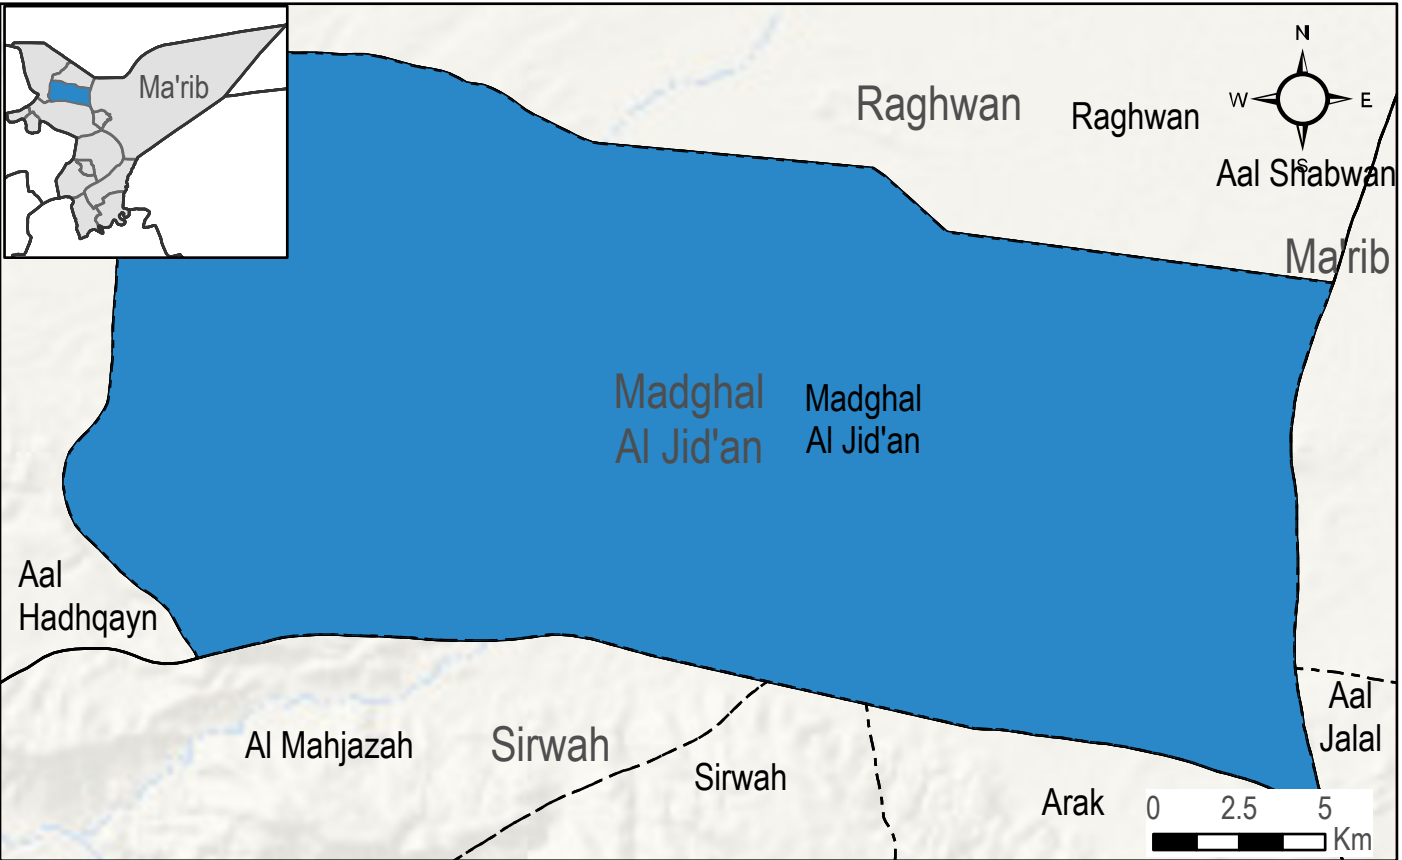 Ma'rib
N
W
E
S
Raghwan
Raghwan
Aal Shabwan
Ma'rib
Madghal
Al Jid'an
Madghal
Al Jid'an
Aal
Hadhqayn
Al Mahjazah
Sirwah
Sirwah
Arak
Aal
Jalal
0 2.5 5
Km